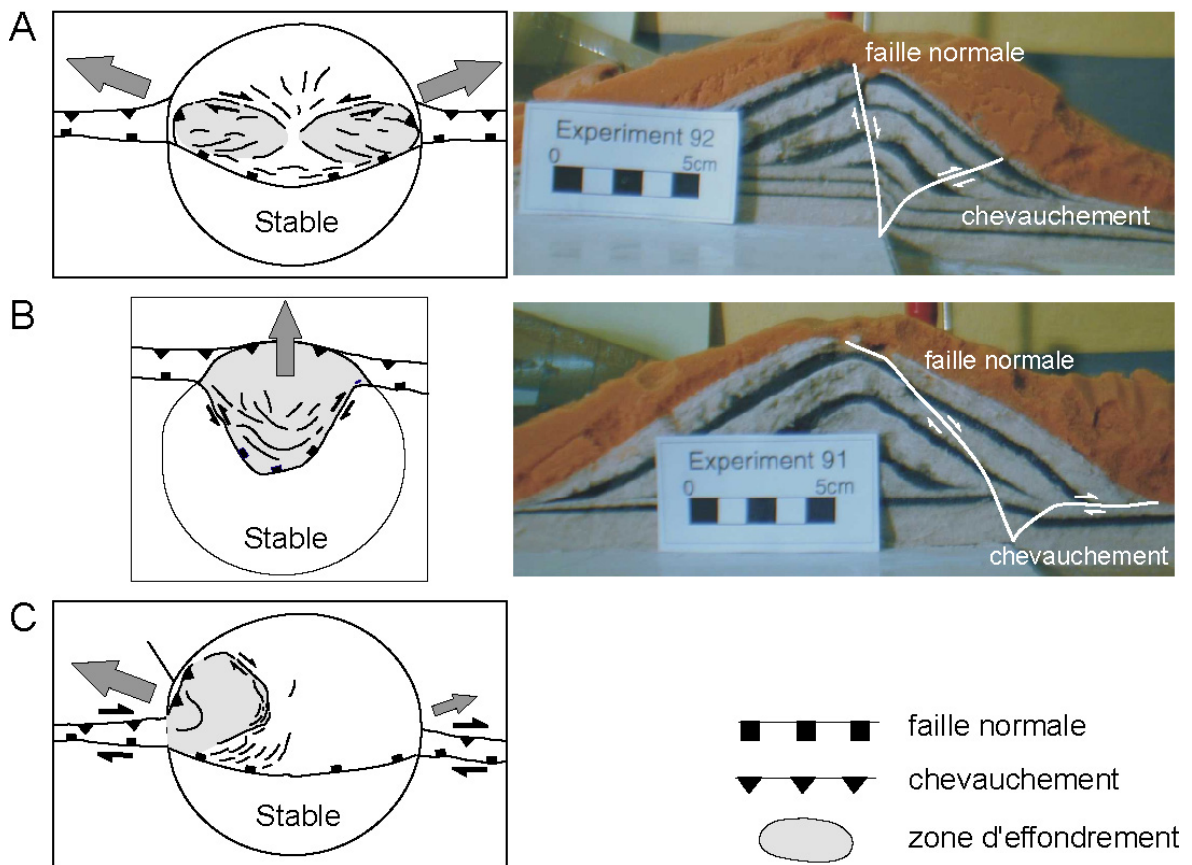 A
faille normale
Experiment 92
0 5cm
chevauchement
Stable
B
faille normale
Experiment 91
0 5cm
chevauchement
Stable
C
Stable
faille normale
chevauchement
zone d'effondrement